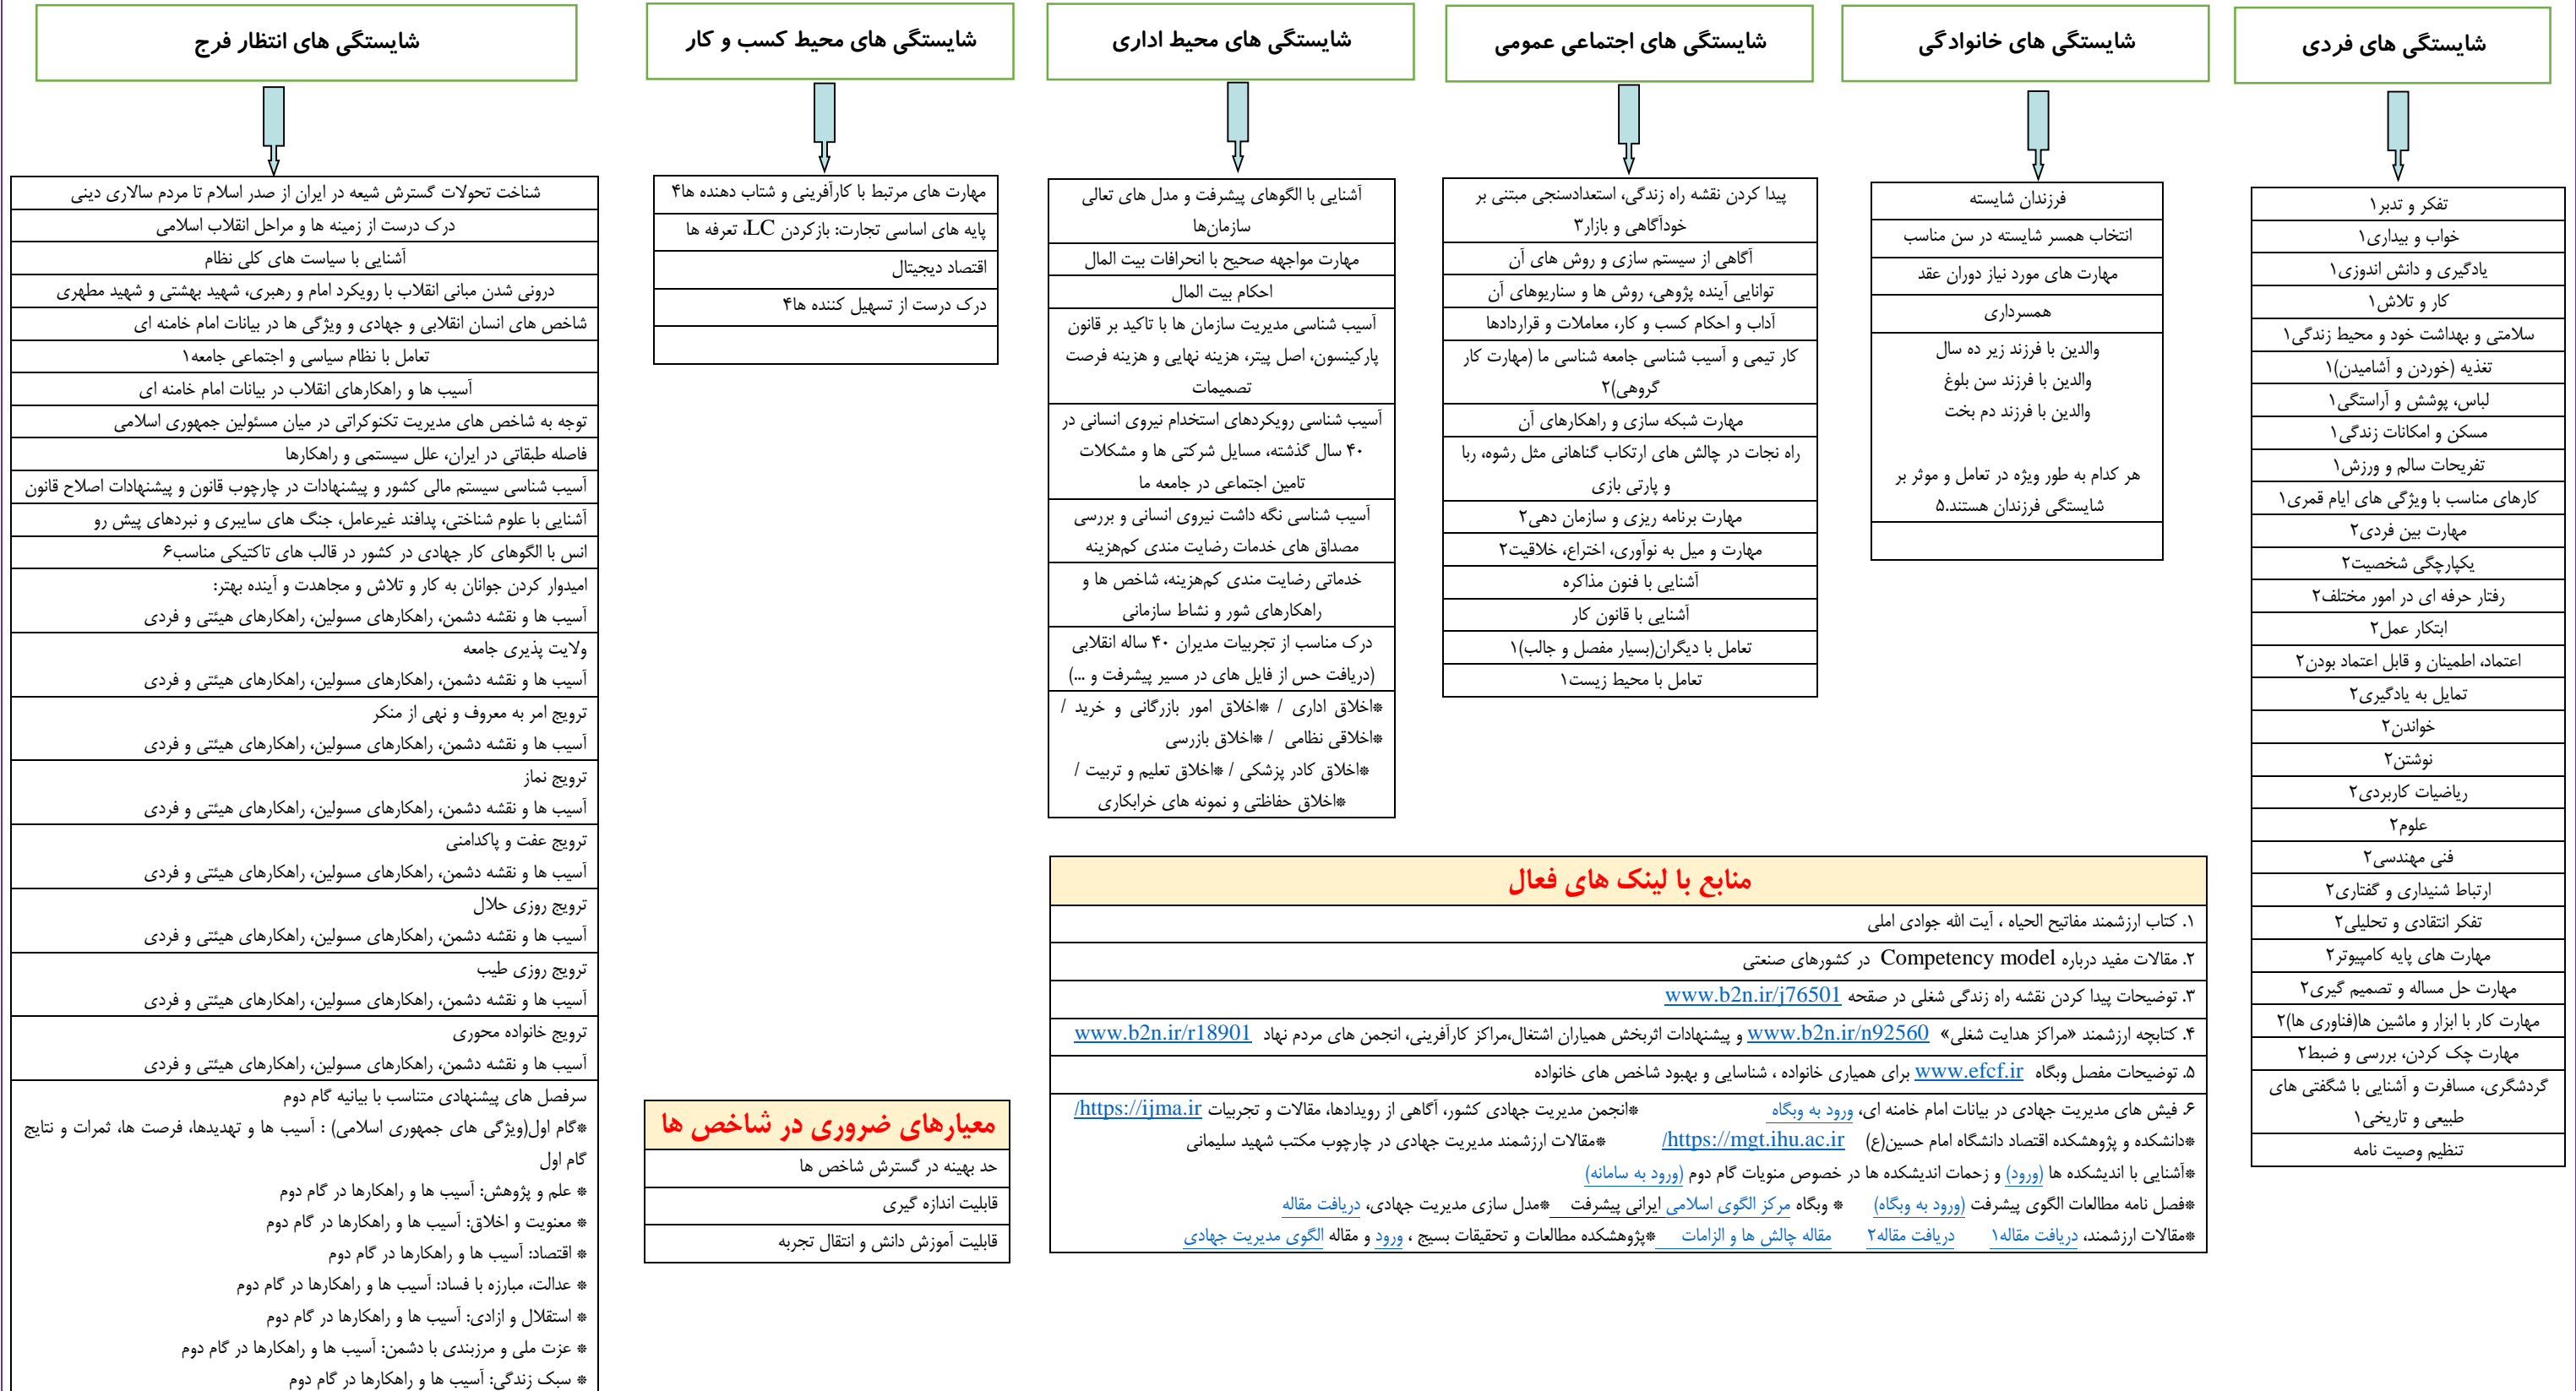 شایستگی های فردی
تفکر و تدبر۱
خواب و بیداری۱
یادگیری و دانش اندوزی۱
کار و تلاش۱
سلامتی و بهداشت خود و محیط زندگی۱
تغذیه (خوردن و آشامیدن)۱
لباس، پوشش و آراستگی۱
مسکن و امکانات زندگی۱
تفریحات سالم و ورزش۱
کارهای مناسب با ویژگی های ایام قمری۱
مهارت بین فردی۲
یکپارچگی شخصیت۲
رفتار حرفه ای در امور مختلف۲
ابتکار عمل۲
اعتماد، اطمینان و قابل اعتماد بودن۲
تمایل به یادگیری۲
خواندن۲
نوشتن۲
ریاضیات کاربردی۲
علوم۲
فنی مهندسی۲
ارتباط شنیداری و گفتاری۲
تفکر انتقادی و تحلیلی۲
مهارت های پایه کامپیوتر۲
مهارت حل مساله و تصمیم گیری۲
مهارت کار با ابزار و ماشین ها(فناوری ها)۲
مهارت چک کردن، بررسی و ضبط۲
گردشگری، مسافرت و آشنایی با شگفتی های
طبیعی و تاریخی۱
تنظیم وصیت نامه
شایستگی های خانوادگی
فرزندان شایسته
انتخاب همسر شایسته در سن مناسب
مهارت های مورد نیاز دوران عقد
همسرداری
والدین با فرزند زیر ده سال
والدین با فرزند سن بلوغ
والدین با فرزند دم بخت
هر کدام به طور ویژه در تعامل و موثر بر
شایستگی فرزندان هستند.۵
شایستگی های اجتماعی عمومی
پیدا کردن نقشه راه زندگی، استعدادسنجی مبتنی بر
خودآگاهی و بازار۳
آگاهی از سیستم سازی و روش های آن
توانایی آینده پژوهی، روش ها و سناریوهای آن
آداب و احکام کسب و کار، معاملات و قراردادها
کار تیمی و آسیب شناسی جامعه شناسی ما (مهارت کار
گروهی)۲
مهارت شبکه سازی و راهکارهای آن
راه نجات در چالش های ارتکاب گناهانی مثل رشوه، ربا
و پارتی بازی
مهارت برنامه ریزی و سازمان دهی۲
مهارت و میل به نوآوری، اختراع، خلاقیت۲
آشنایی با فنون مذاکره
آشنایی با قانون کار
تعامل با دیگران(بسیار مفصل و جالب)۱
تعامل با محیط زیست۱
شایستگی های محیط اداری
آشنایی با الگوهای پیشرفت و مدل های تعالی
سازمان‌ها
مهارت مواجهه صحیح با انحرافات بیت المال
احکام بیت المال
آسیب شناسی مدیریت سازمان ها با تاکید بر قانون
پارکینسون، اصل پیتر، هزینه نهایی و هزینه فرصت
تصمیمات
آسیب شناسی رویکردهای استخدام نیروی انسانی در
۴۰ سال گذشته، مسایل شرکتی ها و مشکلات
تامین اجتماعی در جامعه ما
آسیب شناسی نگه داشت نیروی انسانی و بررسی
مصداق های خدمات رضایت مندی کم‌هزینه
خدماتی رضایت مندی کم‌هزینه، شاخص ها و
راهکارهای شور و نشاط سازمانی
درک مناسب از تجربیات مدیران ۴۰ ساله انقلابی
(دریافت حس از فایل های در مسیر پیشرفت و ...)
*اخلاق اداری / *اخلاق امور بازرگانی و خرید /
*اخلاقی نظامی / *اخلاق بازرسی
*اخلاق کادر پزشکی / *اخلاق تعلیم و تربیت /
*اخلاق حفاظتی و نمونه های خرابکاری
شایستگی های محیط کسب و کار
مهارت های مرتبط با کارآفرینی و شتاب دهنده ها۴
پایه های اساسی تجارت: بازکردن LC، تعرفه ها
اقتصاد دیجیتال
درک درست از تسهیل کننده ها۴
شایستگی های انتظار فرج
شناخت تحولات گسترش شیعه در ایران از صدر اسلام تا مردم سالاری دینی
درک درست از زمینه ها و مراحل انقلاب اسلامی
آشنایی با سیاست های کلی نظام
درونی شدن مبانی انقلاب با رویکرد امام و رهبری، شهید بهشتی و شهید مطهری
شاخص های انسان انقلابی و جهادی و ویژگی ها در بیانات امام خامنه ای
تعامل با نظام سیاسی و اجتماعی جامعه۱
آسیب ها و راهکارهای انقلاب در بیانات امام خامنه ای
توجه به شاخص های مدیریت تکنوکراتی در میان مسئولین جمهوری اسلامی
فاصله طبقاتی در ایران، علل سیستمی و راهکارها
آسیب شناسی سیستم مالی کشور و پیشنهادات در چارچوب قانون و پیشنهادات اصلاح قانون
آشنایی با علوم شناختی، پدافند غیرعامل، جنگ های سایبری و نبردهای پیش رو
انس با الگوهای کار جهادی در کشور در قالب های تاکتیکی مناسب۶
امیدوار کردن جوانان به کار و تلاش و مجاهدت و آینده بهتر:
آسیب ها و نقشه دشمن، راهکارهای مسولین، راهکارهای هیئتی و فردی
ولایت پذیری جامعه
آسیب ها و نقشه دشمن، راهکارهای مسولین، راهکارهای هیئتی و فردی
ترویج امر به معروف و نهی از منکر
آسیب ها و نقشه دشمن، راهکارهای مسولین، راهکارهای هیئتی و فردی
ترویج نماز
آسیب ها و نقشه دشمن، راهکارهای مسولین، راهکارهای هیئتی و فردی
ترویج عفت و پاکدامنی
آسیب ها و نقشه دشمن، راهکارهای مسولین، راهکارهای هیئتی و فردی
ترویج روزی حلال
آسیب ها و نقشه دشمن، راهکارهای مسولین، راهکارهای هیئتی و فردی
ترویج روزی طیب
آسیب ها و نقشه دشمن، راهکارهای مسولین، راهکارهای هیئتی و فردی
ترویج خانواده محوری
آسیب ها و نقشه دشمن، راهکارهای مسولین، راهکارهای هیئتی و فردی
سرفصل های پیشنهادی متناسب با بیانیه گام دوم
*گام اول(ویژگی های جمهوری اسلامی) : آسیب ها و تهدیدها، فرصت ها، ثمرات و نتایج
گام اول
* علم و پژوهش: آسیب ها و راهکارها در گام دوم
* معنویت و اخلاق: آسیب ها و راهکارها در گام دوم
* اقتصاد: آسیب ها و راهکارها در گام دوم
* عدالت، مبارزه با فساد: آسیب ها و راهکارها در گام دوم
* استقلال و ازادی: آسیب ها و راهکارها در گام دوم
* عزت ملی و مرزبندی با دشمن: آسیب ها و راهکارها در گام دوم
* سبک زندگی: آسیب ها و راهکارها در گام دوم
منابع با لینک های فعال
۱. کتاب ارزشمند مفاتیح الحیاه ، آیت الله جوادی املی
۲. مقالات مفید درباره Competency model در کشورهای صنعتی
۳. توضیحات پیدا کردن نقشه راه زندگی شغلی در صفحه www.b2n.ir/j76501
۴. کتابچه ارزشمند «مراکز هدایت شغلی» www.b2n.ir/n92560 و پیشنهادات اثربخش همیاران اشتغال،مراکز کارآفرینی، انجمن های مردم نهاد www.b2n.ir/r18901
۵. توضیحات مفصل وبگاه www.efcf.ir برای همیاری خانواده ، شناسایی و بهبود شاخص های خانواده
۶. فیش های مدیریت جهادی در بیانات امام خامنه ای، ورود به وبگاه *انجمن مدیریت جهادی کشور، آگاهی از رویدادها، مقالات و تجربیات https://ijma.ir/
*دانشکده و پژوهشکده اقتصاد دانشگاه امام حسین(ع) https://mgt.ihu.ac.ir/ *مقالات ارزشمند مدیریت جهادی در چارچوب مکتب شهید سلیمانی
*آشنایی با اندیشکده ها (ورود) و زحمات اندیشکده ها در خصوص منویات گام دوم (ورود به سامانه)
*فصل نامه مطالعات الگوی پیشرفت (ورود به وبگاه) * وبگاه مرکز الگوی اسلامی ایرانی پیشرفت *مدل سازی مدیریت جهادی، دریافت مقاله
*مقالات ارزشمند، دریافت مقاله۱ دریافت مقاله۲ مقاله چالش ها و الزامات *پژوهشکده مطالعات و تحقیقات بسیج ، ورود و مقاله الگوی مدیریت جهادی
معیارهای ضروری در شاخص ها
حد بهینه در گسترش شاخص ها
قابلیت اندازه گیری
قابلیت آموزش دانش و انتقال تجربه